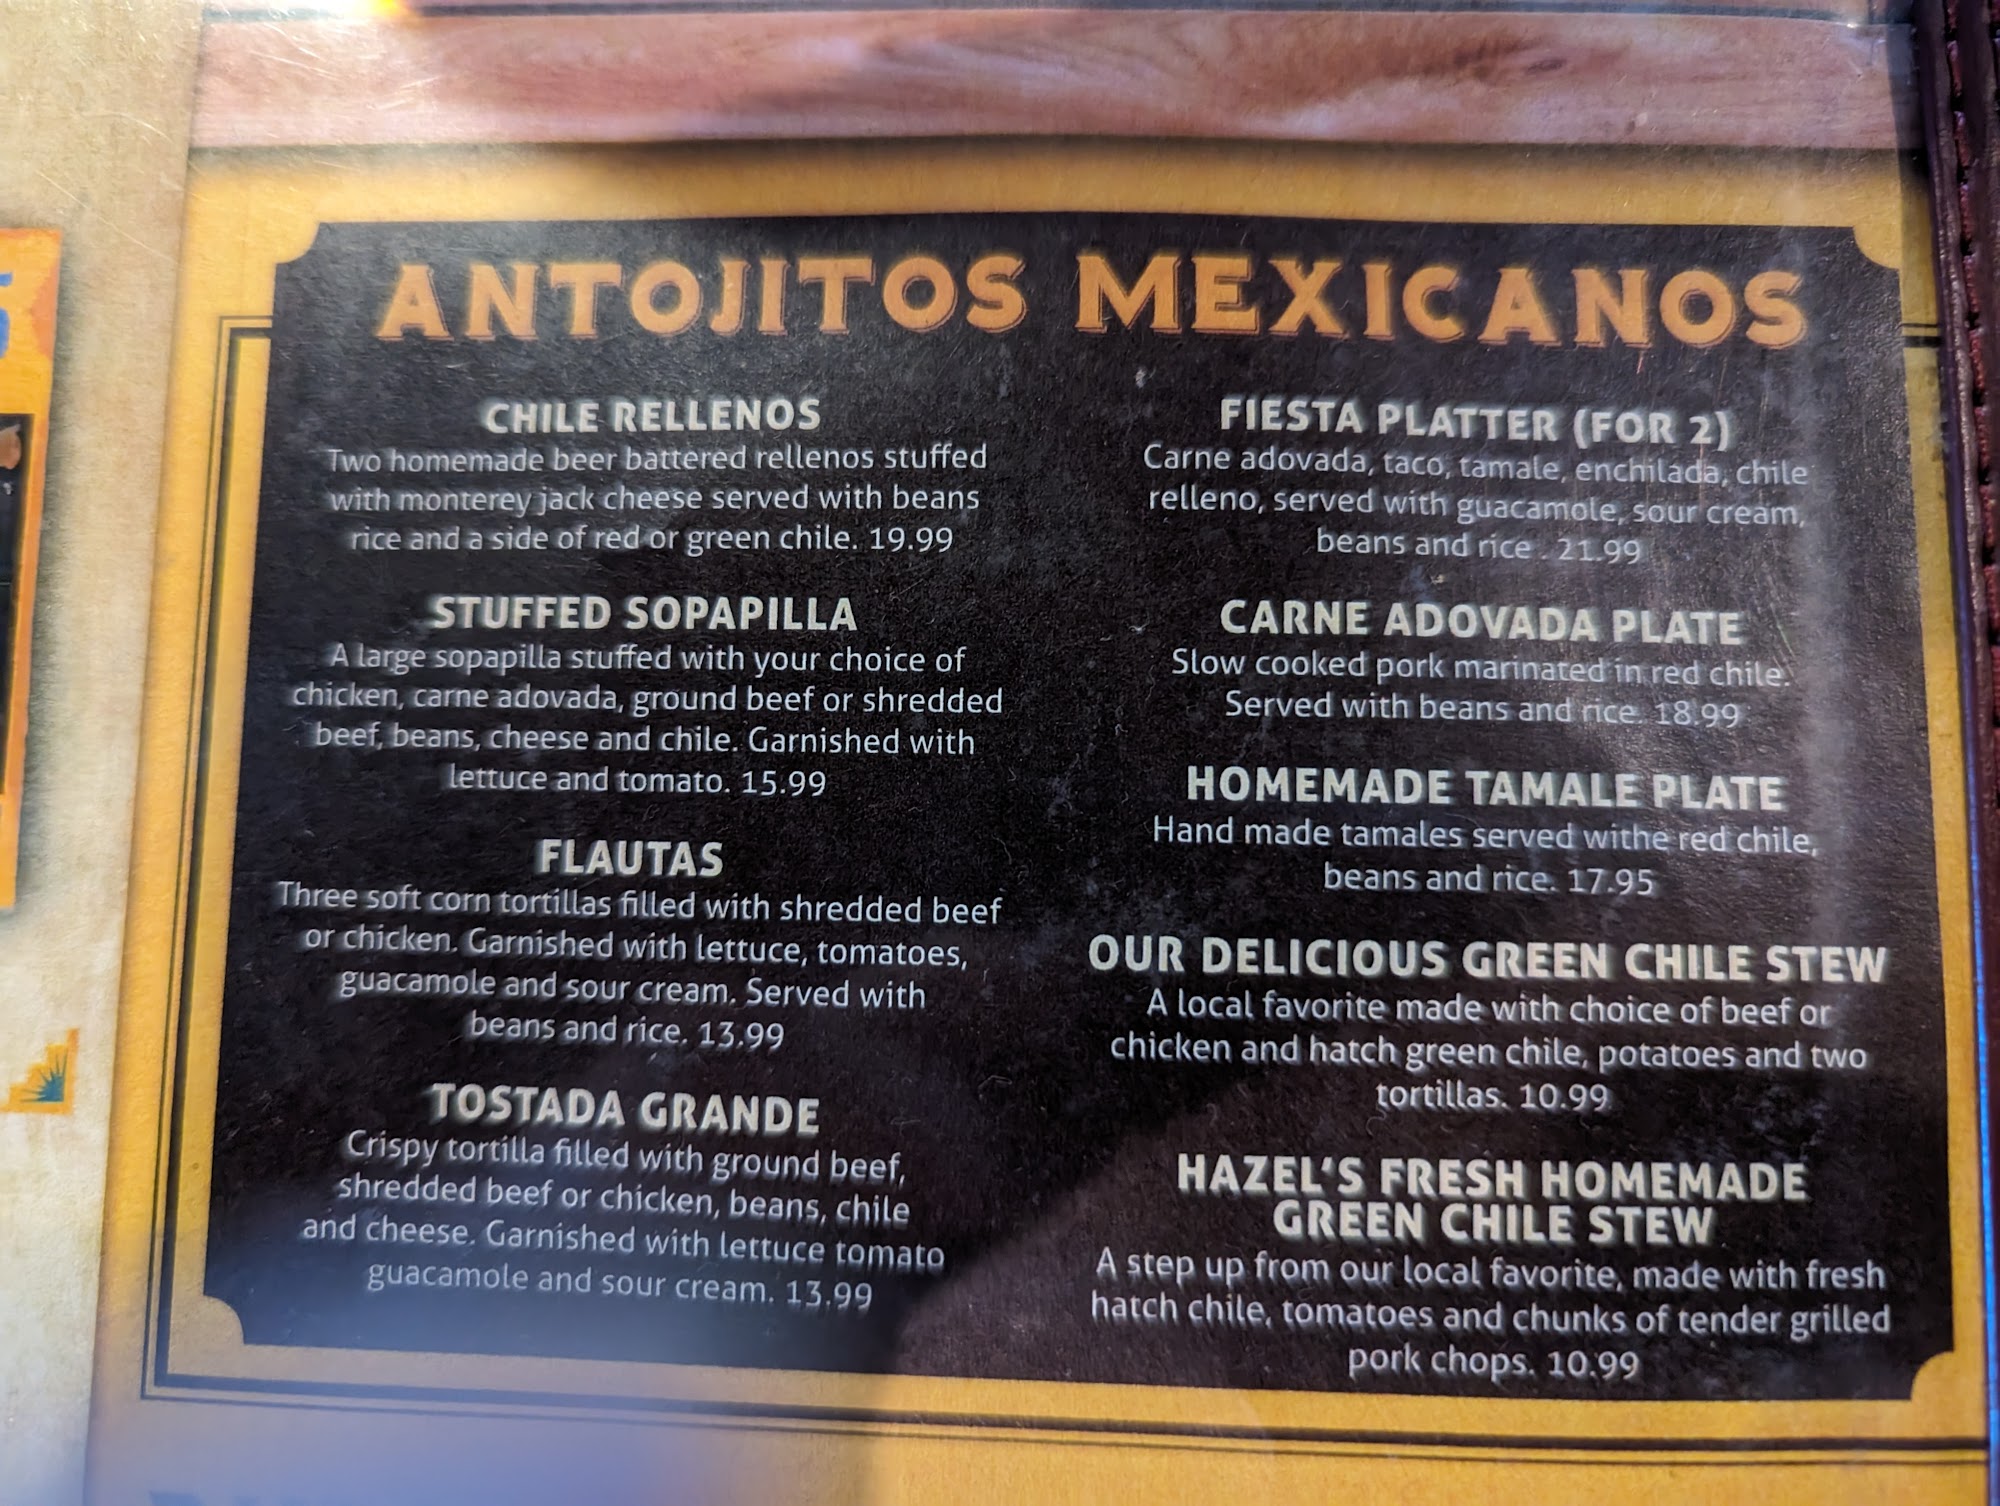 ANTOJITOS MEXICANOS
CHILE RELLENOS
Two homemade beer battered rellenos stuffed
with monterey jack cheese served with beans
rice and a side of red or green chile. 19.99
STUFFED SOPAPILLA
A large sopapilla stuffed with your choice of
chicken, carne adovada, ground beef or shredded
beef, beans, cheese and chile. Garnished with
lettuce and tomato. 15.99
FLAUTAS
Three soft corn tortillas filled with shredded beef
or chicken. Garnished with lettuce, tomatoes,
guacamole and sour cream. Served with
beans and rice. 13.99
TOSTADA GRANDE
Crispy tortilla filled with ground beef,
shredded beef or chicken, beans, chile
and cheese. Garnished with lettuce tomato
guacamole and sour cream. 13.99
FIESTA PLATTER (FOR 2)
Carne adovada, taco, tamale, enchilada, chile
relleno, served with guacamole, sour cream,
beans and rice . 21.99
CARNE ADOVADA PLATE
Slow cooked pork marinated in red chile.
Served with beans and rice. 18.99
HOMEMADE TAMALE PLATE
Hand made tamales served withe red chile,
beans and rice. 17.95
OUR DELICIOUS GREEN CHILE STEW
A local favorite made with choice of beef or
chicken and hatch green chile, potatoes and two
tortillas. 10.99
HAZEL'S FRESH HOMEMADE
GREEN CHILE STEW
A step up from our local favorite, made with fresh
hatch chile, tomatoes and chunks of tender grilled
pork chops. 10.99